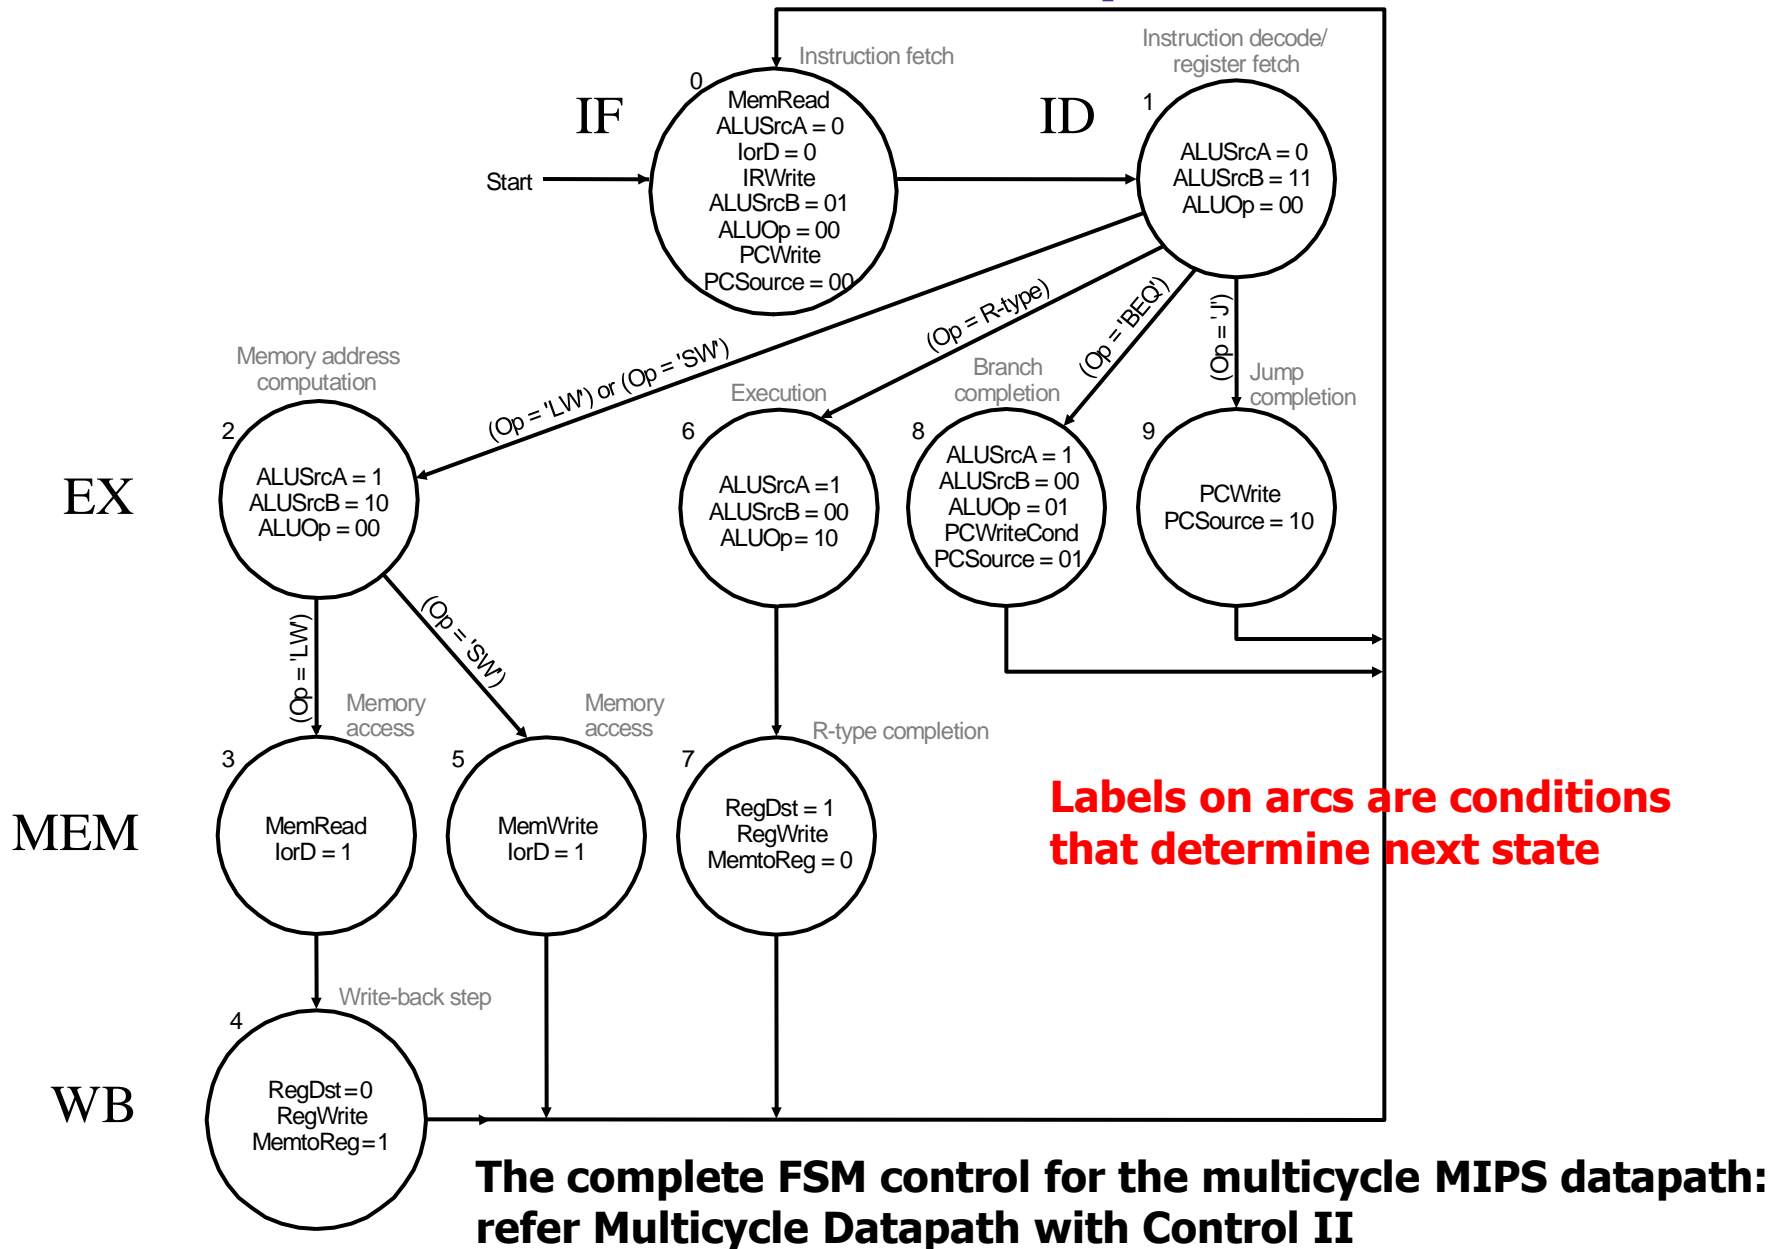 Instruction fetch
Instruction decode/
register fetch
0
IF
MemRead
ALUSrcA = 0
IorD = 0
IRWrite
ALUSrcB = 01
ALUOp = 00
PCWrite
PCSource = 00
Start
ID
1
ALUSrcA = 0
ALUSrcB = 11
ALUOp = 00
(Op = 'LW') or (Op = 'SW')
(Op = R-type)
(Op = 'BEQ')
(Op = 'J')
Memory address
computation
Execution
Branch
completion
Jump
completion
EX
2
ALUSrcA = 1
ALUSrcB = 10
ALUOp = 00
6
ALUSrcA =1
ALUSrcB = 00
ALUOp= 10
8
ALUSrcA = 1
ALUSrcB = 00
ALUOp = 01
PCWriteCond
PCSource = 01
9
PCWrite
PCSource = 10
(Op = 'LW')
(Op = 'SW')
Memory
access
Memory
access
R-type completion
MEM
3
MemRead
IorD = 1
5
MemWrite
IorD = 1
7
RegDst = 1
RegWrite
MemtoReg = 0
Labels on arcs are conditions
that determine next state
Write-back step
WB
4
RegDst=0
RegWrite
MemtoReg=1
The complete FSM control for the multicycle MIPS datapath:
refer Multicycle Datapath with Control II